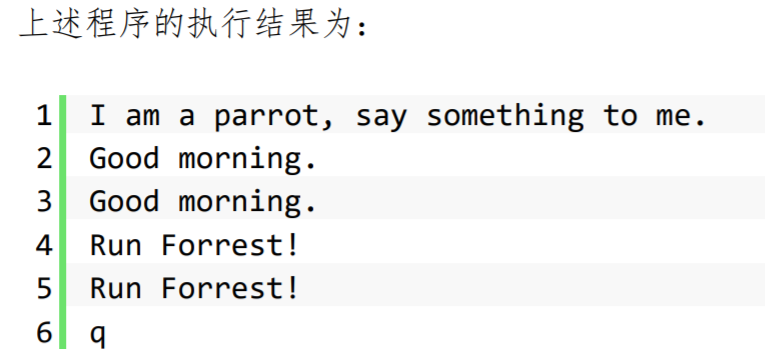 上述程序的执行结果为：
1 I am a parrot, say something to me.
2 Good morning.
3 Good morning.
4 Run Forrest!
5 Run Forrest!
6 q